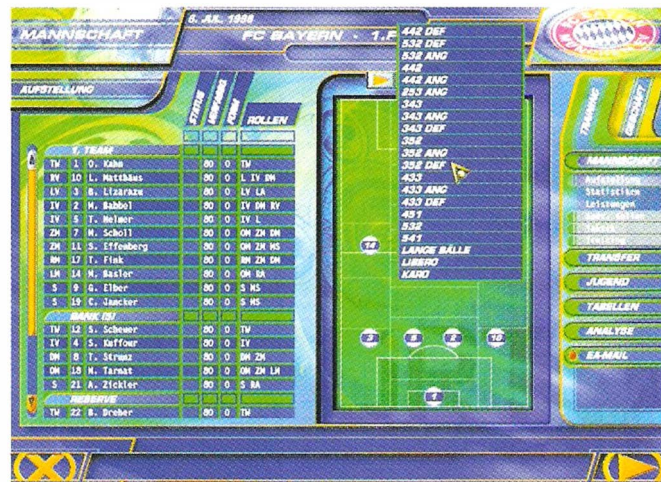 MANNSCHAFT
6. JUL. 1998
FC BAYERN - 1.F
AUFSTELLUNG
STATUS
FORM
ROLLEN
1. TEAM
TW 1 O. Kahn 80 0 TW
RV 10 L. Matthäus 80 0 L IV DM
LV 3 B. Lizarazu 80 0 LV LA
IV 2 M. Babbel 80 0 IV DM RV
IV 5 T. Helmer 80 0 IV L
ZM 7 M. Scholl 80 0 OM ZM DM
ZM 11 S. Effenberg 80 0 OM ZM MS
RM 17 T. Fink 80 0 RM ZM DM
LM 14 M. Basler 80 0 OM RA
S 9 G. Elber 80 0 S MS
S 19 C. Jancker 80 0 S MS
BANK (5)
TW 12 S. Scheuer 80 0 TW
IV 4 S. Kuffour 80 0 IV
DM 8 T. Strunz 80 0 DM ZM
OM 18 M. Tarnat 80 0 OM ZM LM
S 21 A. Zickler 80 0 S RA
RESERVE
TW 22 B. Dreher 80 0 TW
442 DEF
532 DEF
532 ANG
442
442 ANG
253 ANG
343
343 ANG
343 DEF
352
352 ANG
352 DEF
433
433 ANG
433 DEF
451
532
541
LANGE BÄLLE
LIBERO
KARO
14
3 5 2 10
1
TRAINING
MANNSCHAFT
Aufstellung
Statistiken
Leistungen
TRANSFER
JUGEND
TABELLEN
ANALYSE
EA-MAIL